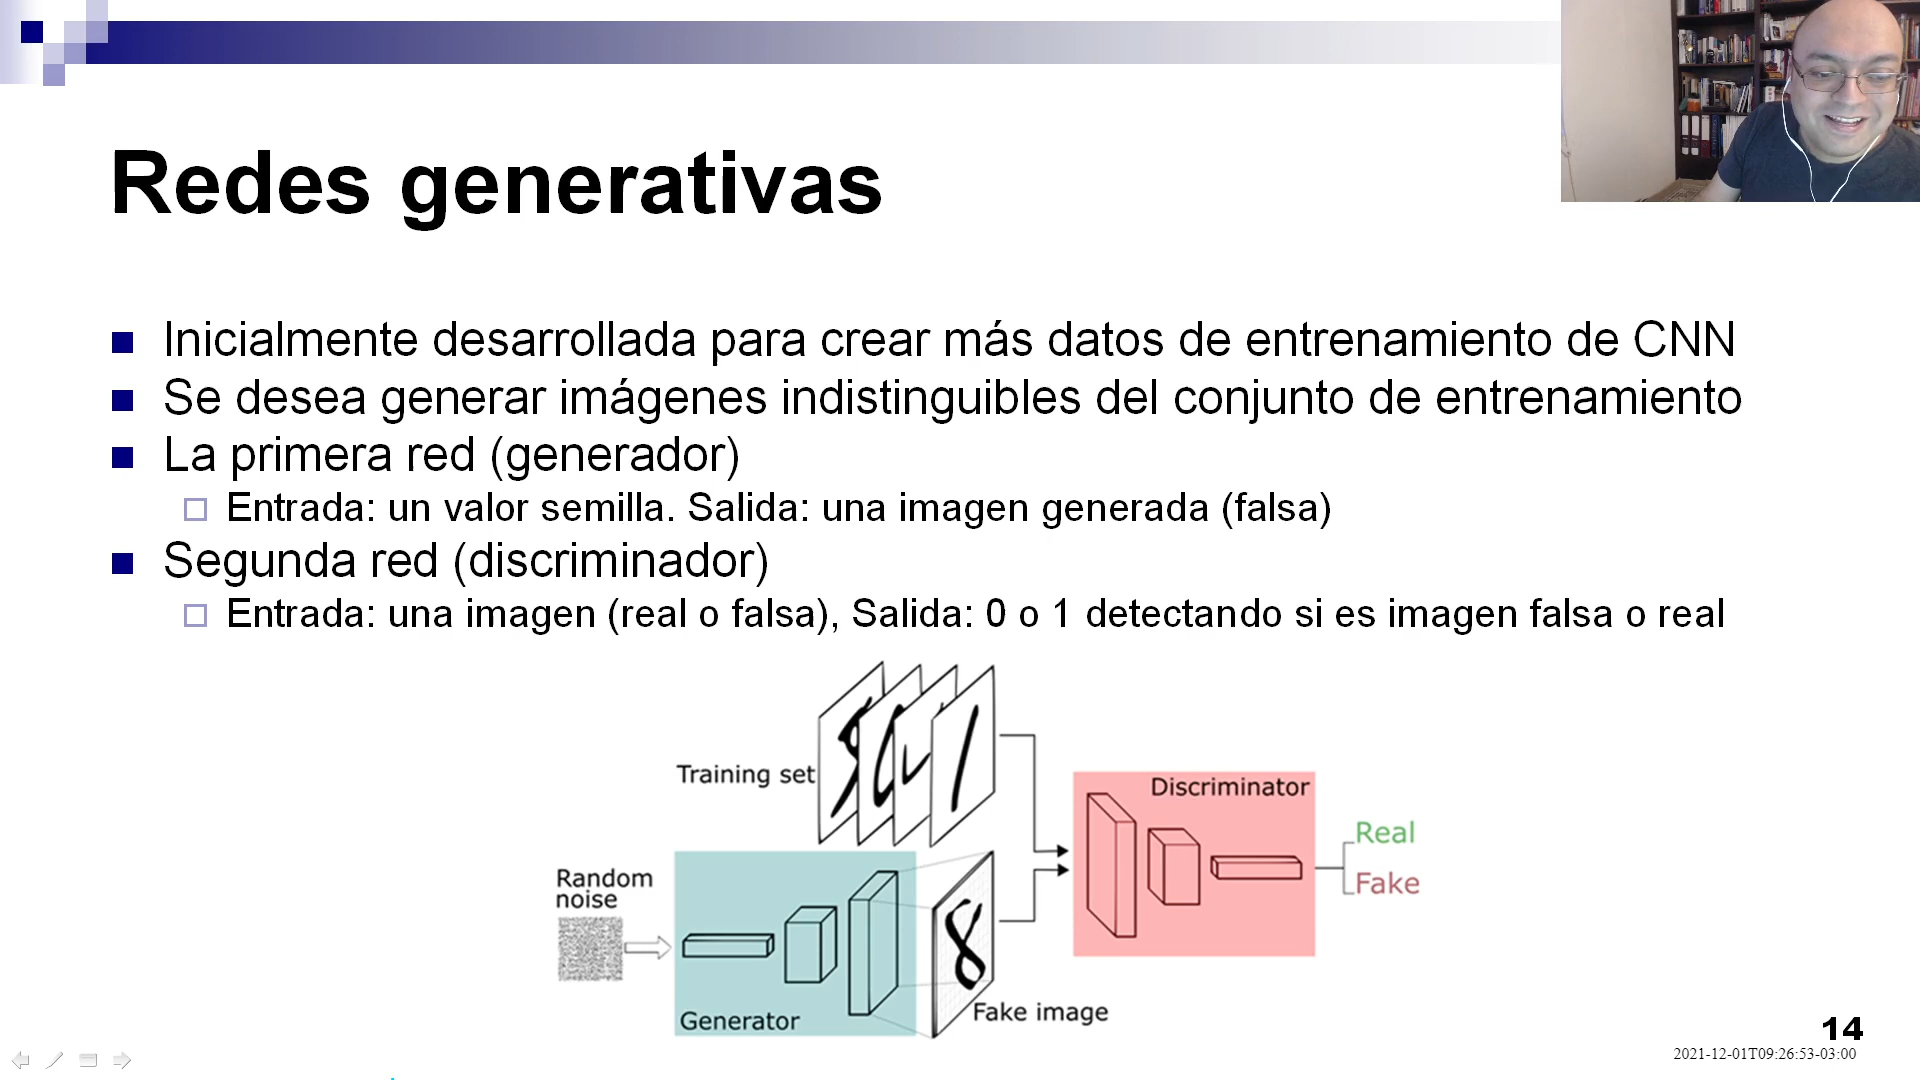 Redes generativas
Inicialmente desarrollada para crear más datos de entrenamiento de CNN
Se desea generar imágenes indistinguibles del conjunto de entrenamiento
La primera red (generador)
Entrada: un valor semilla. Salida: una imagen generada (falsa)
Segunda red (discriminador)
Entrada: una imagen (real o falsa), Salida: 0 o 1 detectando si es imagen falsa o real
Training set
1
Discriminator
Real
Fake
Random
noise
8
Generator
Fake image
14
2021-12-01T09:26:53-03:00